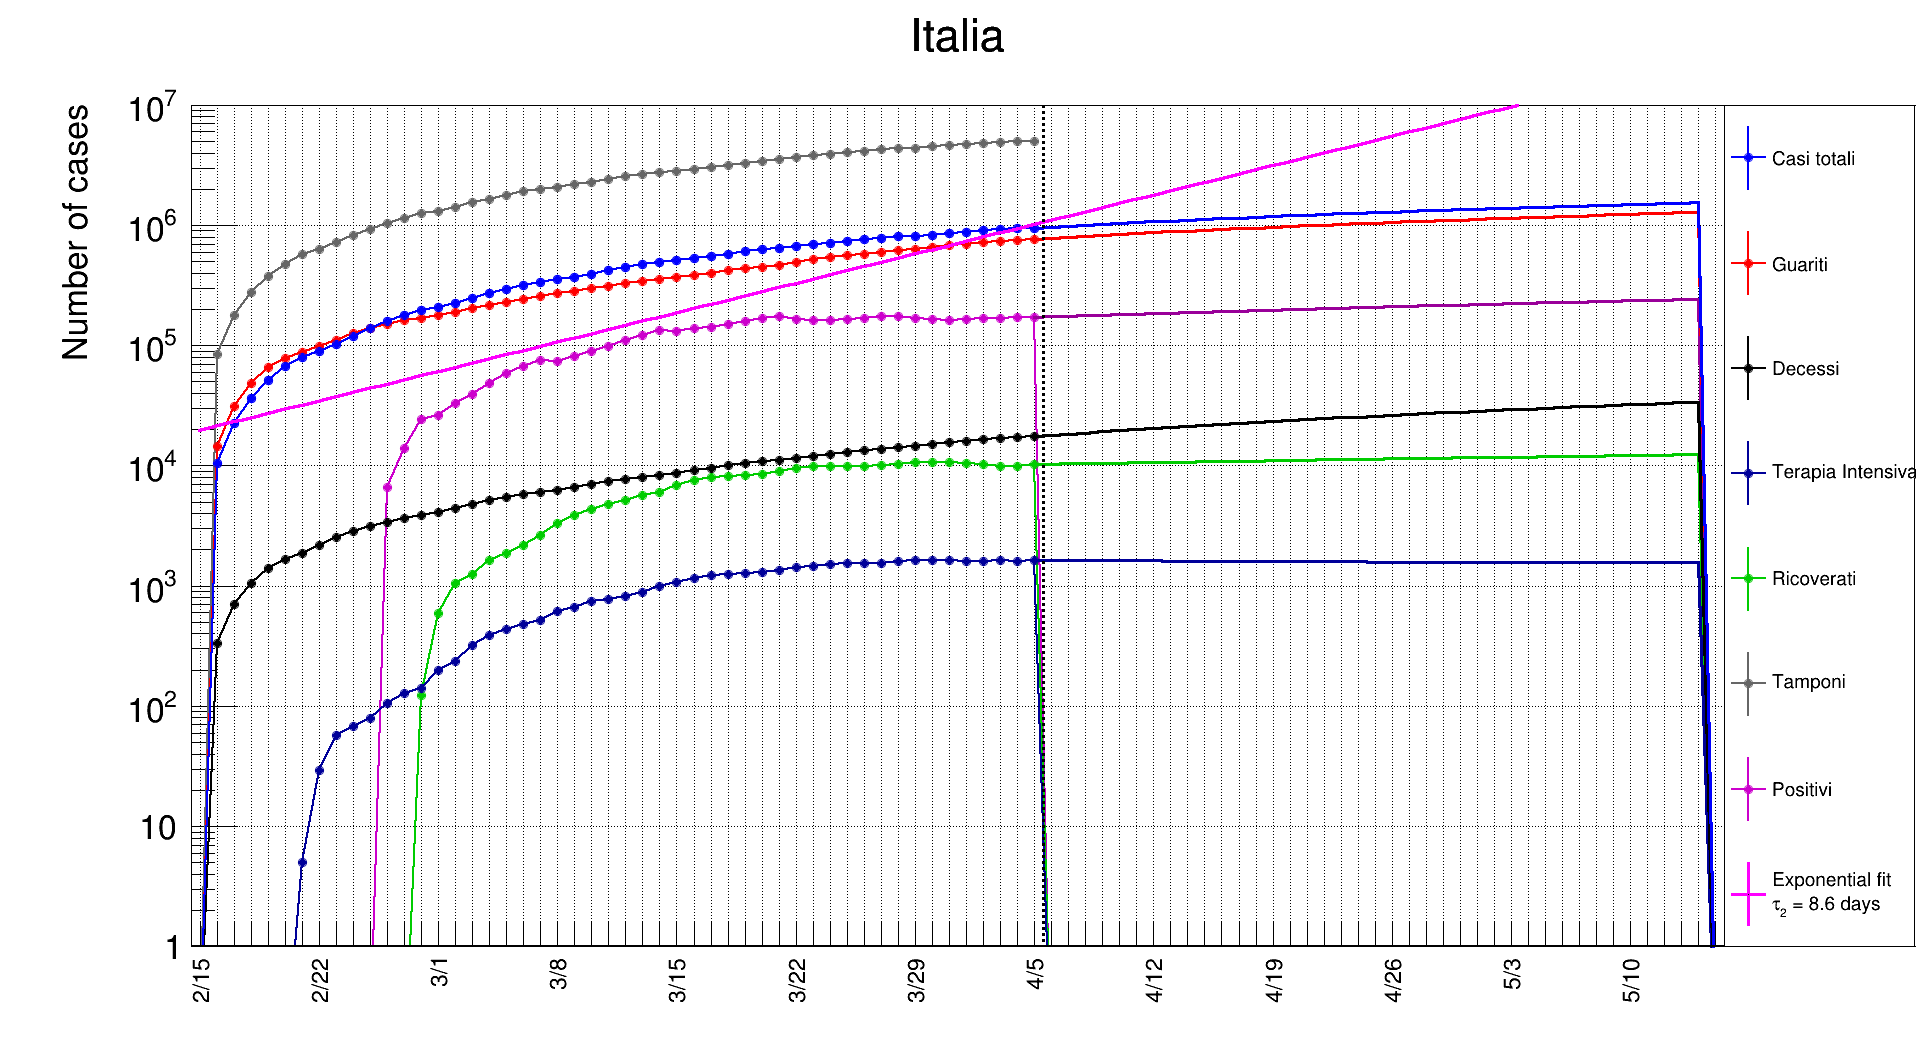 Italia
Number of cases
10^7
10^6
10^5
10^4
10^3
10^2
10
1
2/15
2/22
3/1
3/8
3/15
3/22
3/29
4/5
4/12
4/19
4/26
5/3
5/10
Casi totali
Guariti
Decessi
Terapia Intensiva
Ricoverati
Tamponi
Positivi
Exponential fit
τ₂ = 8.6 days